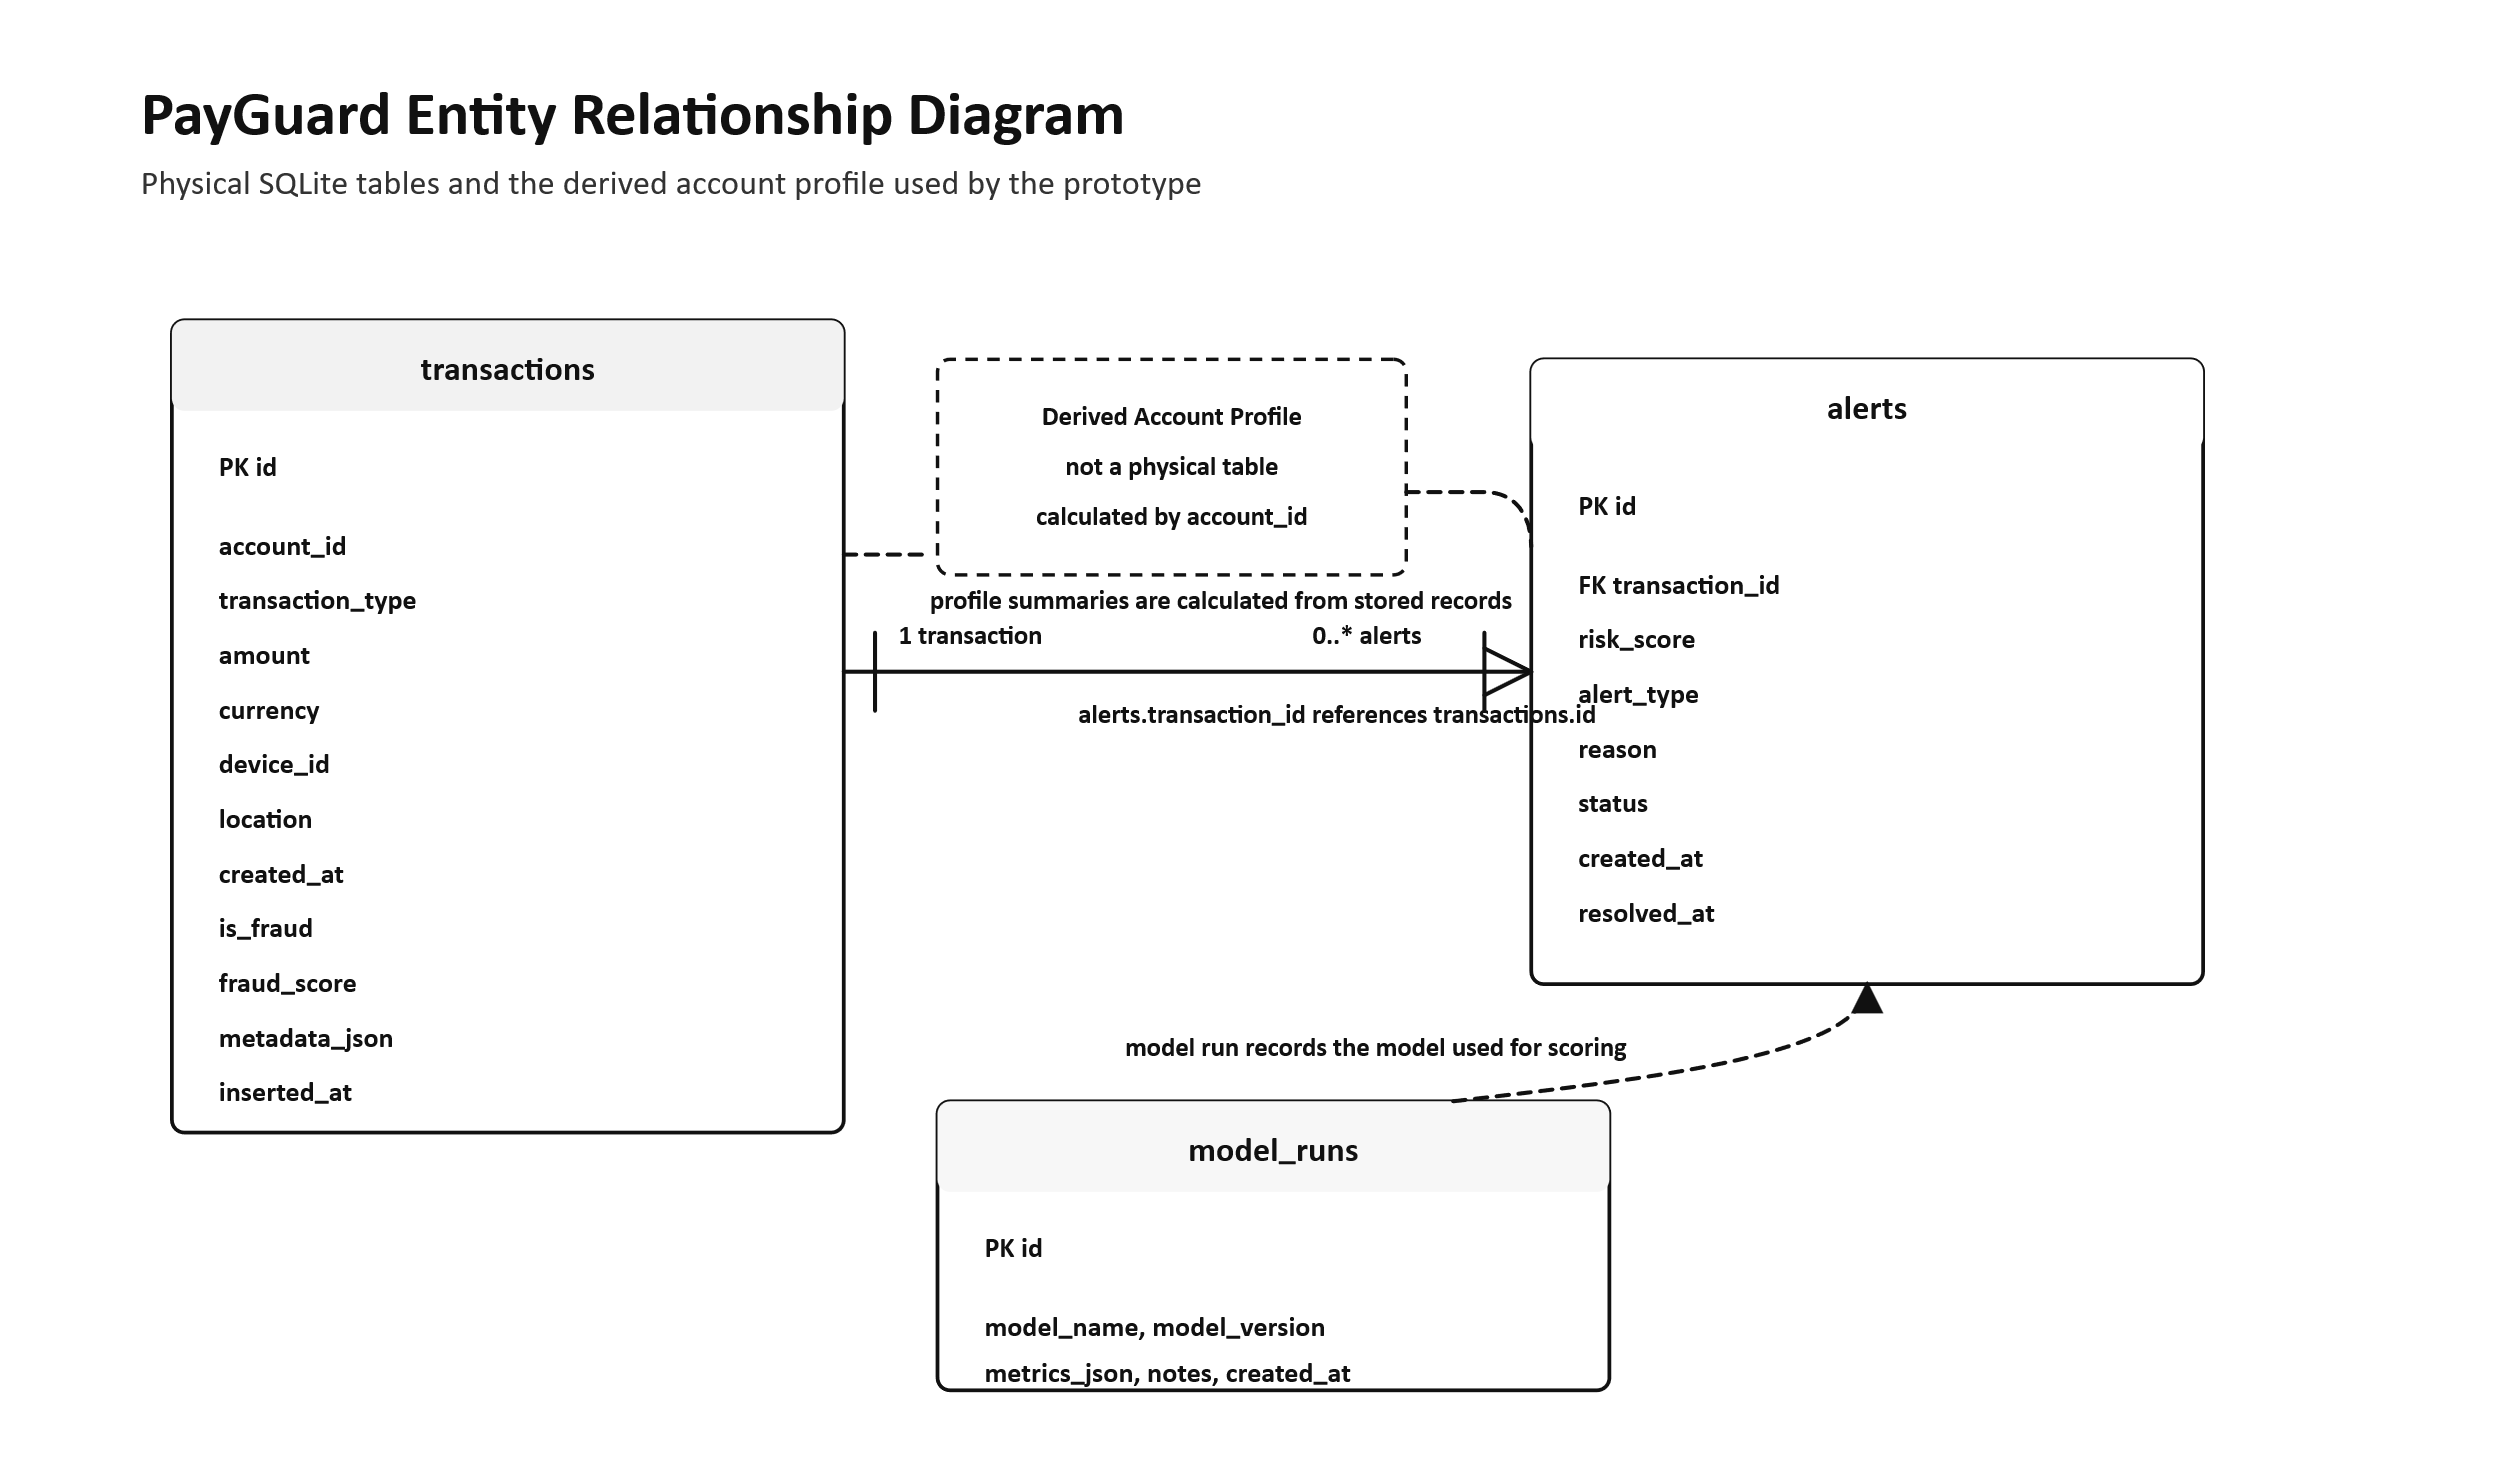 PayGuard Entity Relationship Diagram
Physical SQLite tables and the derived account profile used by the prototype
transactions
PK id
account_id
transaction_type
amount
currency
device_id
location
created_at
is_fraud
fraud_score
metadata_json
inserted_at
Derived Account Profile
not a physical table
calculated by account_id
profile summaries are calculated from stored records
1 transaction
0..* alerts
alerts.transaction_id references transactions.id
alerts
PK id
FK transaction_id
risk_score
alert_type
reason
status
created_at
resolved_at
model run records the model used for scoring
model_runs
PK id
model_name, model_version
metrics_json, notes, created_at